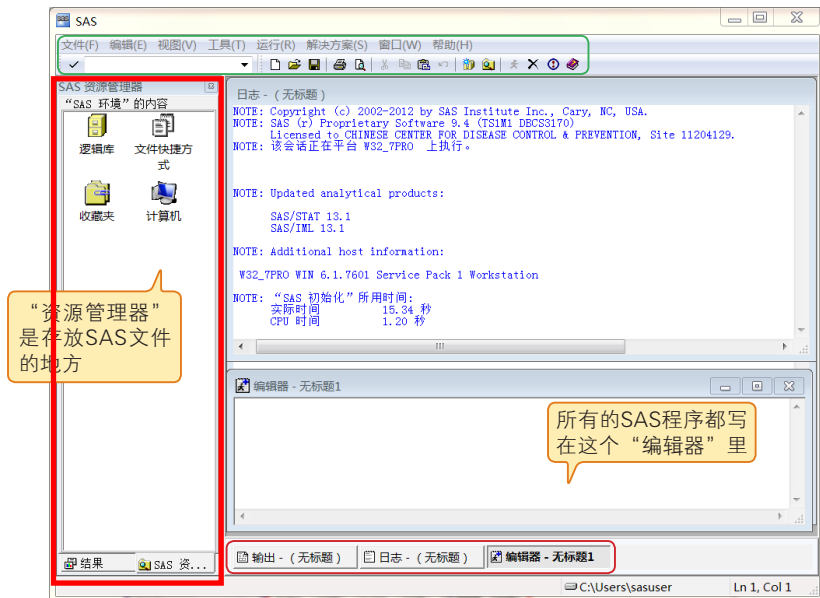 SAS
文件(F) 编辑(E) 视图(V) 工具(T) 运行(R) 解决方案(S) 窗口(W) 帮助(H)
SAS 资源管理器
“SAS 环境”的内容
逻辑库
文件快捷方式
收藏夹
计算机
“资源管理器”
是存放SAS文件
的地方
结果
SAS 资...
日志 - (无标题)
NOTE: Copyright (c) 2002-2012 by SAS Institute Inc., Cary, NC, USA.
NOTE: SAS (r) Proprietary Software 9.4 (TS1M1 DBCS3170)
Licensed to CHINESE CENTER FOR DISEASE CONTROL & PREVENTION, Site 11204129.
NOTE: 该会话正在平台 W32_7PRO 上执行。
NOTE: Updated analytical products:
SAS/STAT 13.1
SAS/IML 13.1
NOTE: Additional host information:
W32_7PRO WIN 6.1.7601 Service Pack 1 Workstation
NOTE: “SAS 初始化”所用时间:
实际时间 15.34 秒
CPU 时间 1.20 秒
编辑器 - 无标题1
所有的SAS程序都写
在这个“编辑器”里
输出 - (无标题)
日志 - (无标题)
编辑器 - 无标题1
C:\Users\sasuser
Ln 1, Col 1